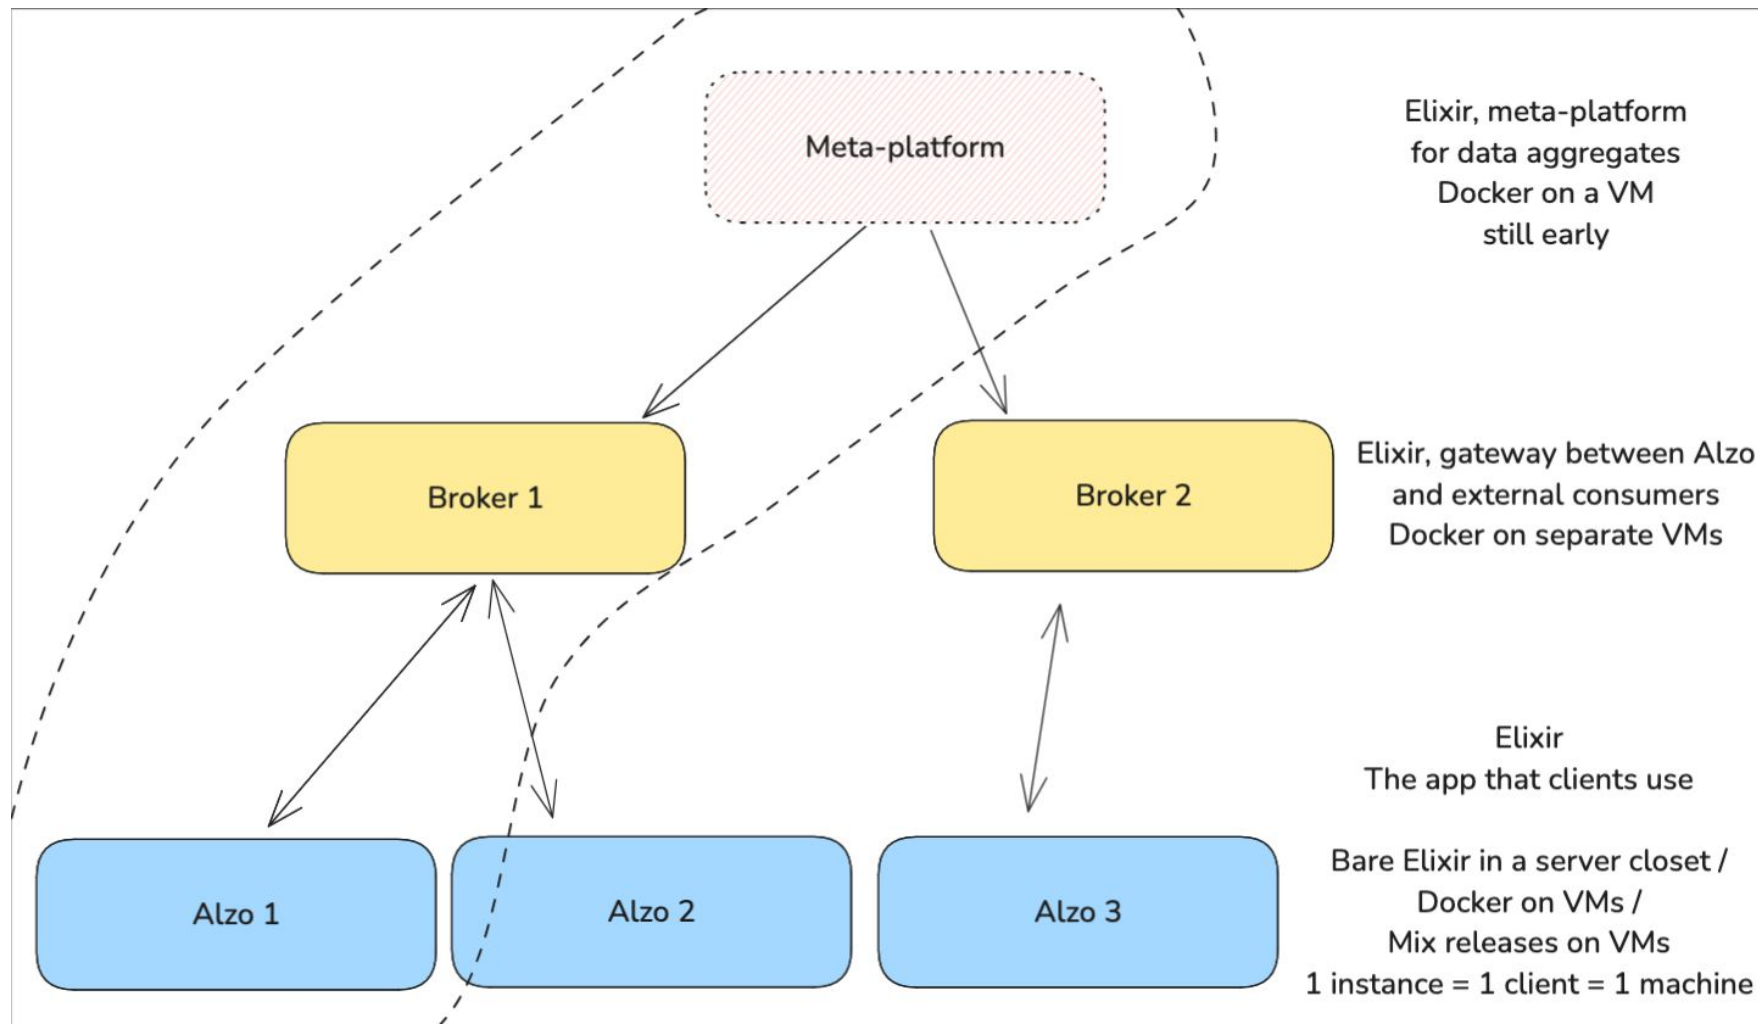 Meta-platform
Elixir, meta-platform
for data aggregates
Docker on a VM
still early
Broker 1
Broker 2
Elixir, gateway between Alzo
and external consumers
Docker on separate VMs
Elixir
The app that clients use
Alzo 1
Alzo 2
Alzo 3
Bare Elixir in a server closet /
Docker on VMs /
Mix releases on VMs
1 instance = 1 client = 1 machine